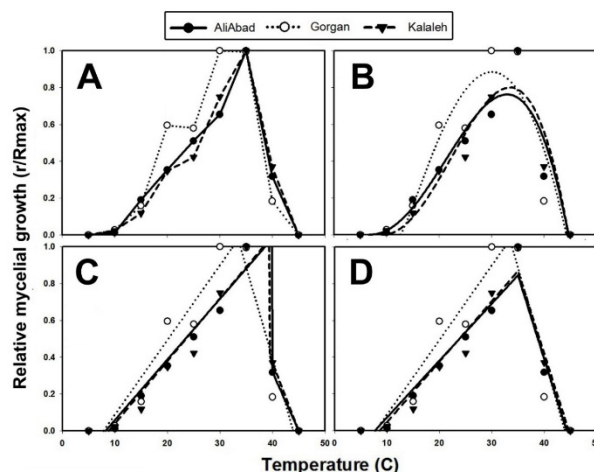 AliAbad Gorgan Kalaleh
Relative mycelial growth (r/Rmax)
1.0
0.8
0.6
0.4
0.2
0.0
A
B
1.0
0.8
0.6
0.4
0.2
0.0
C
D
0 10 20 30 40 50 0 10 20 30 40 50
Temperature (C)